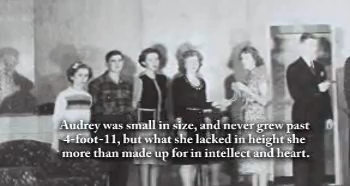 Audrey was small in size, and never grew past
4-foot-11, but what she lacked in height she
more than made up for in intellect and heart.